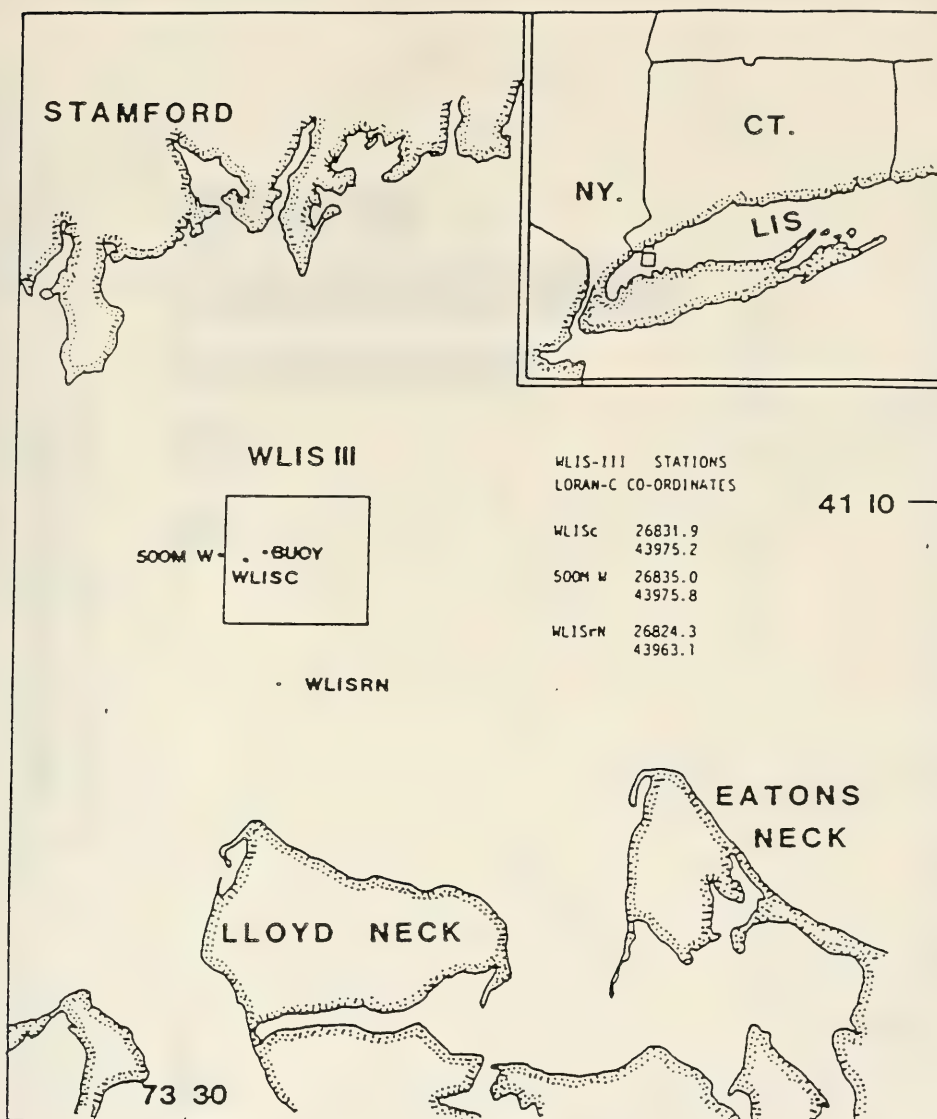 STAMFORD
CT.
NY.
LIS
WLIS III
500M W
BUOY
WLISC
WLIS-III STATIONS
LORAN-C CO-ORDINATES
WLISc 26831.9
43975.2
500M W 26835.0
43975.8
WLISrN 26824.3
43963.1
41 10
WLISRN
EATONS
NECK
LLOYD NECK
73 30